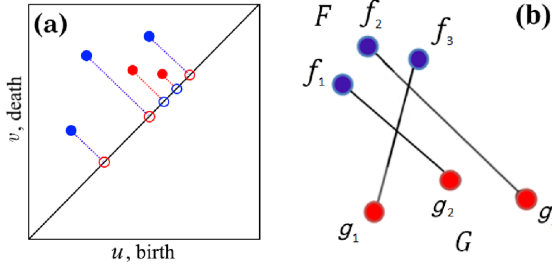 (a)
v, death
u, birth
(b)
F
f₂
f₃
f₁
g₁
g₂
g
G